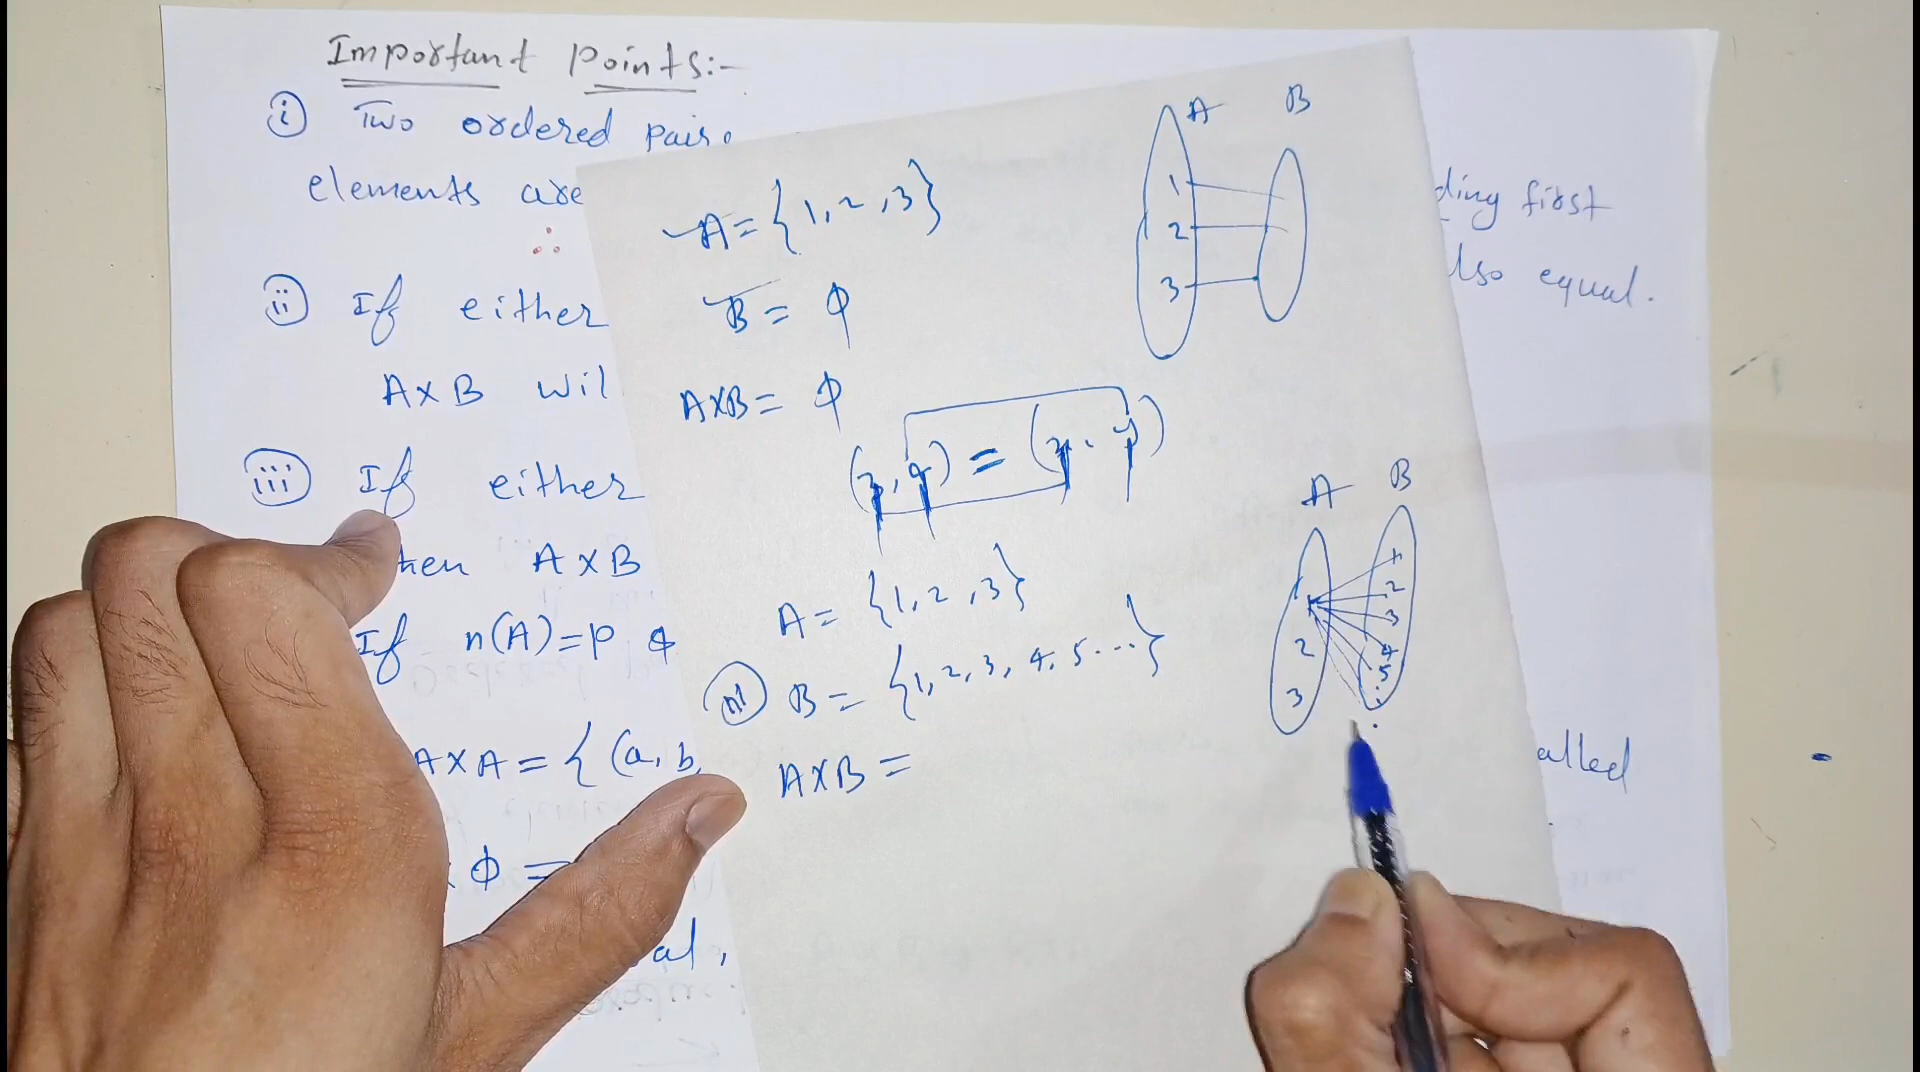 Important Points:-
(i) Two ordered pair
elements are
∴
ding first
lso equal.
(ii) If either
A×B wil
(iii) If either
hen A×B
If n(A)=p &
A×A = { (a, b,
alled
ϕ =
al,
A = {1, 2, 3}
B = ϕ
A×B = ϕ
A B
1
2
3
A = {1, 2, 3}
B = {1, 2, 3, 4, 5...}
A×B =
A B
1 1
2 2
3 3
4
5